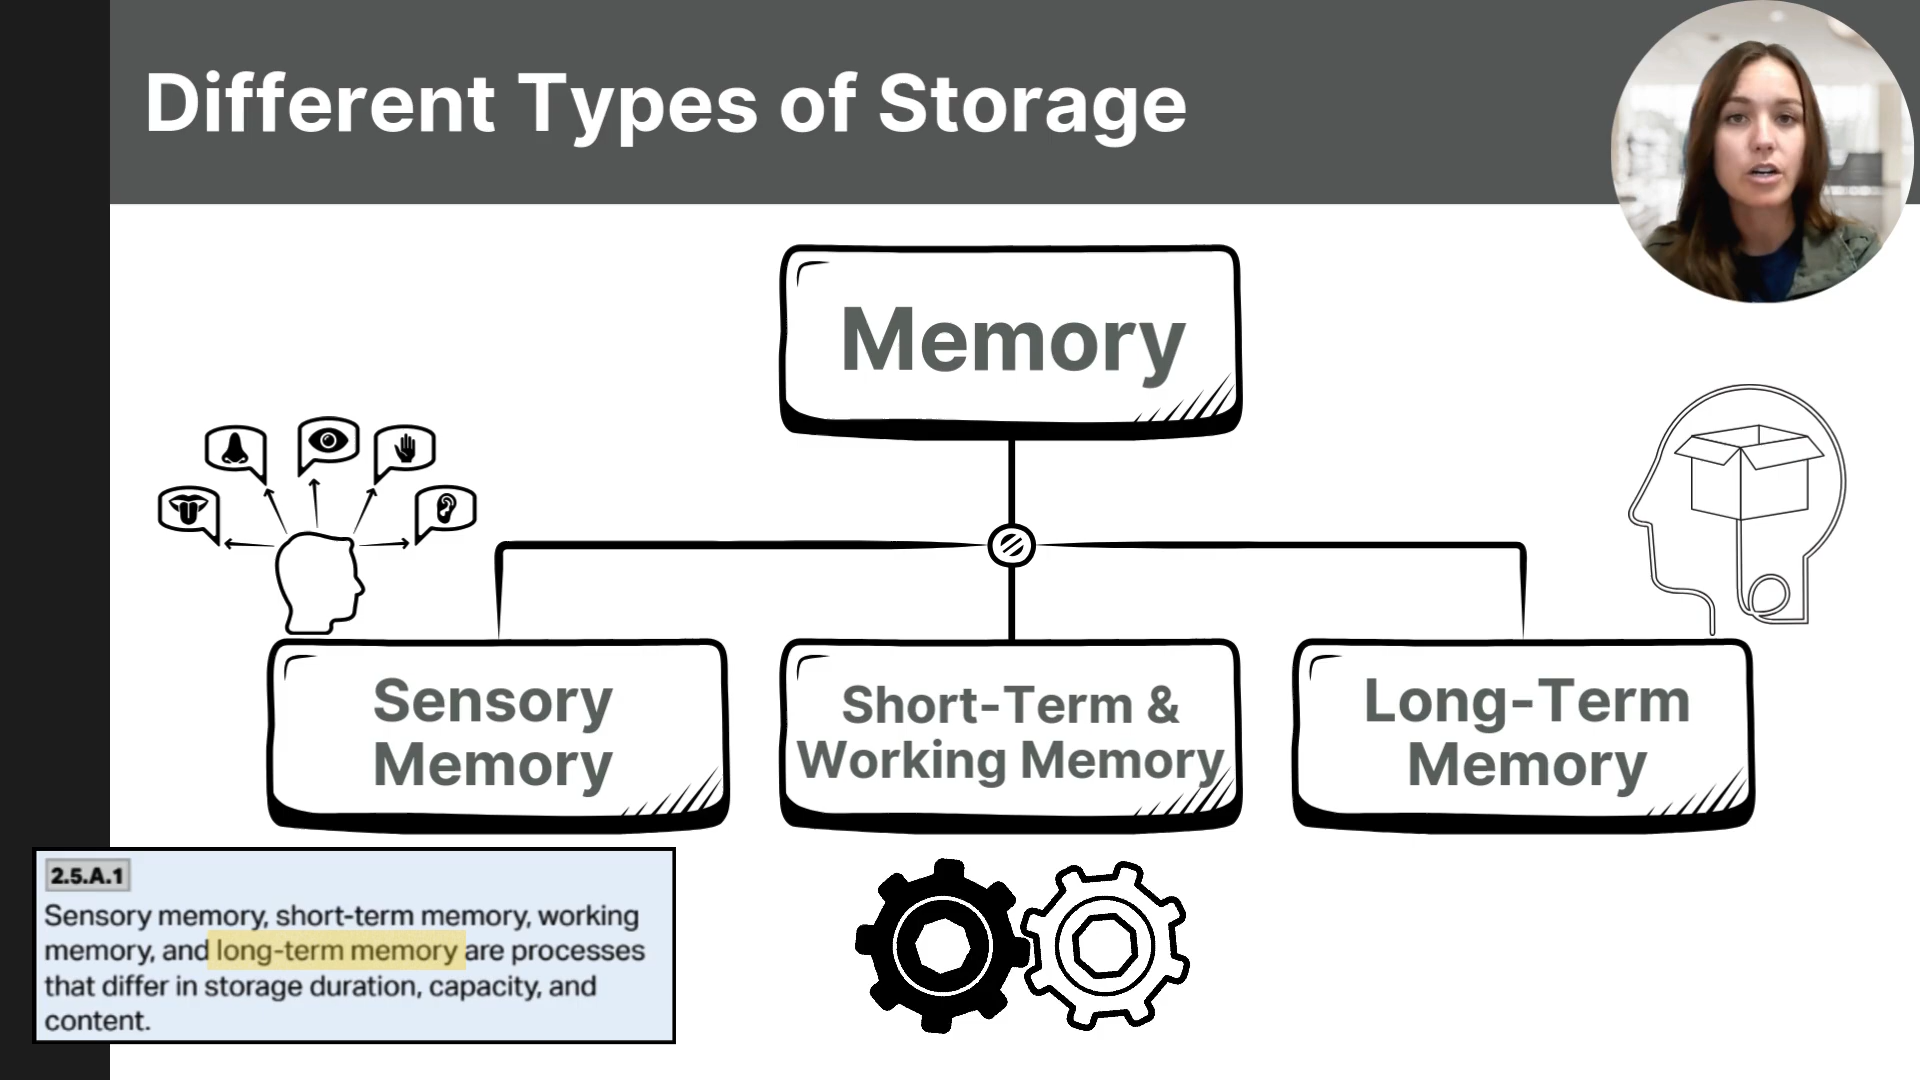 Different Types of Storage
Memory
Sensory
Memory
Short-Term &
Working Memory
Long-Term
Memory
2.5.A.1
Sensory memory, short-term memory, working
memory, and long-term memory are processes
that differ in storage duration, capacity, and
content.